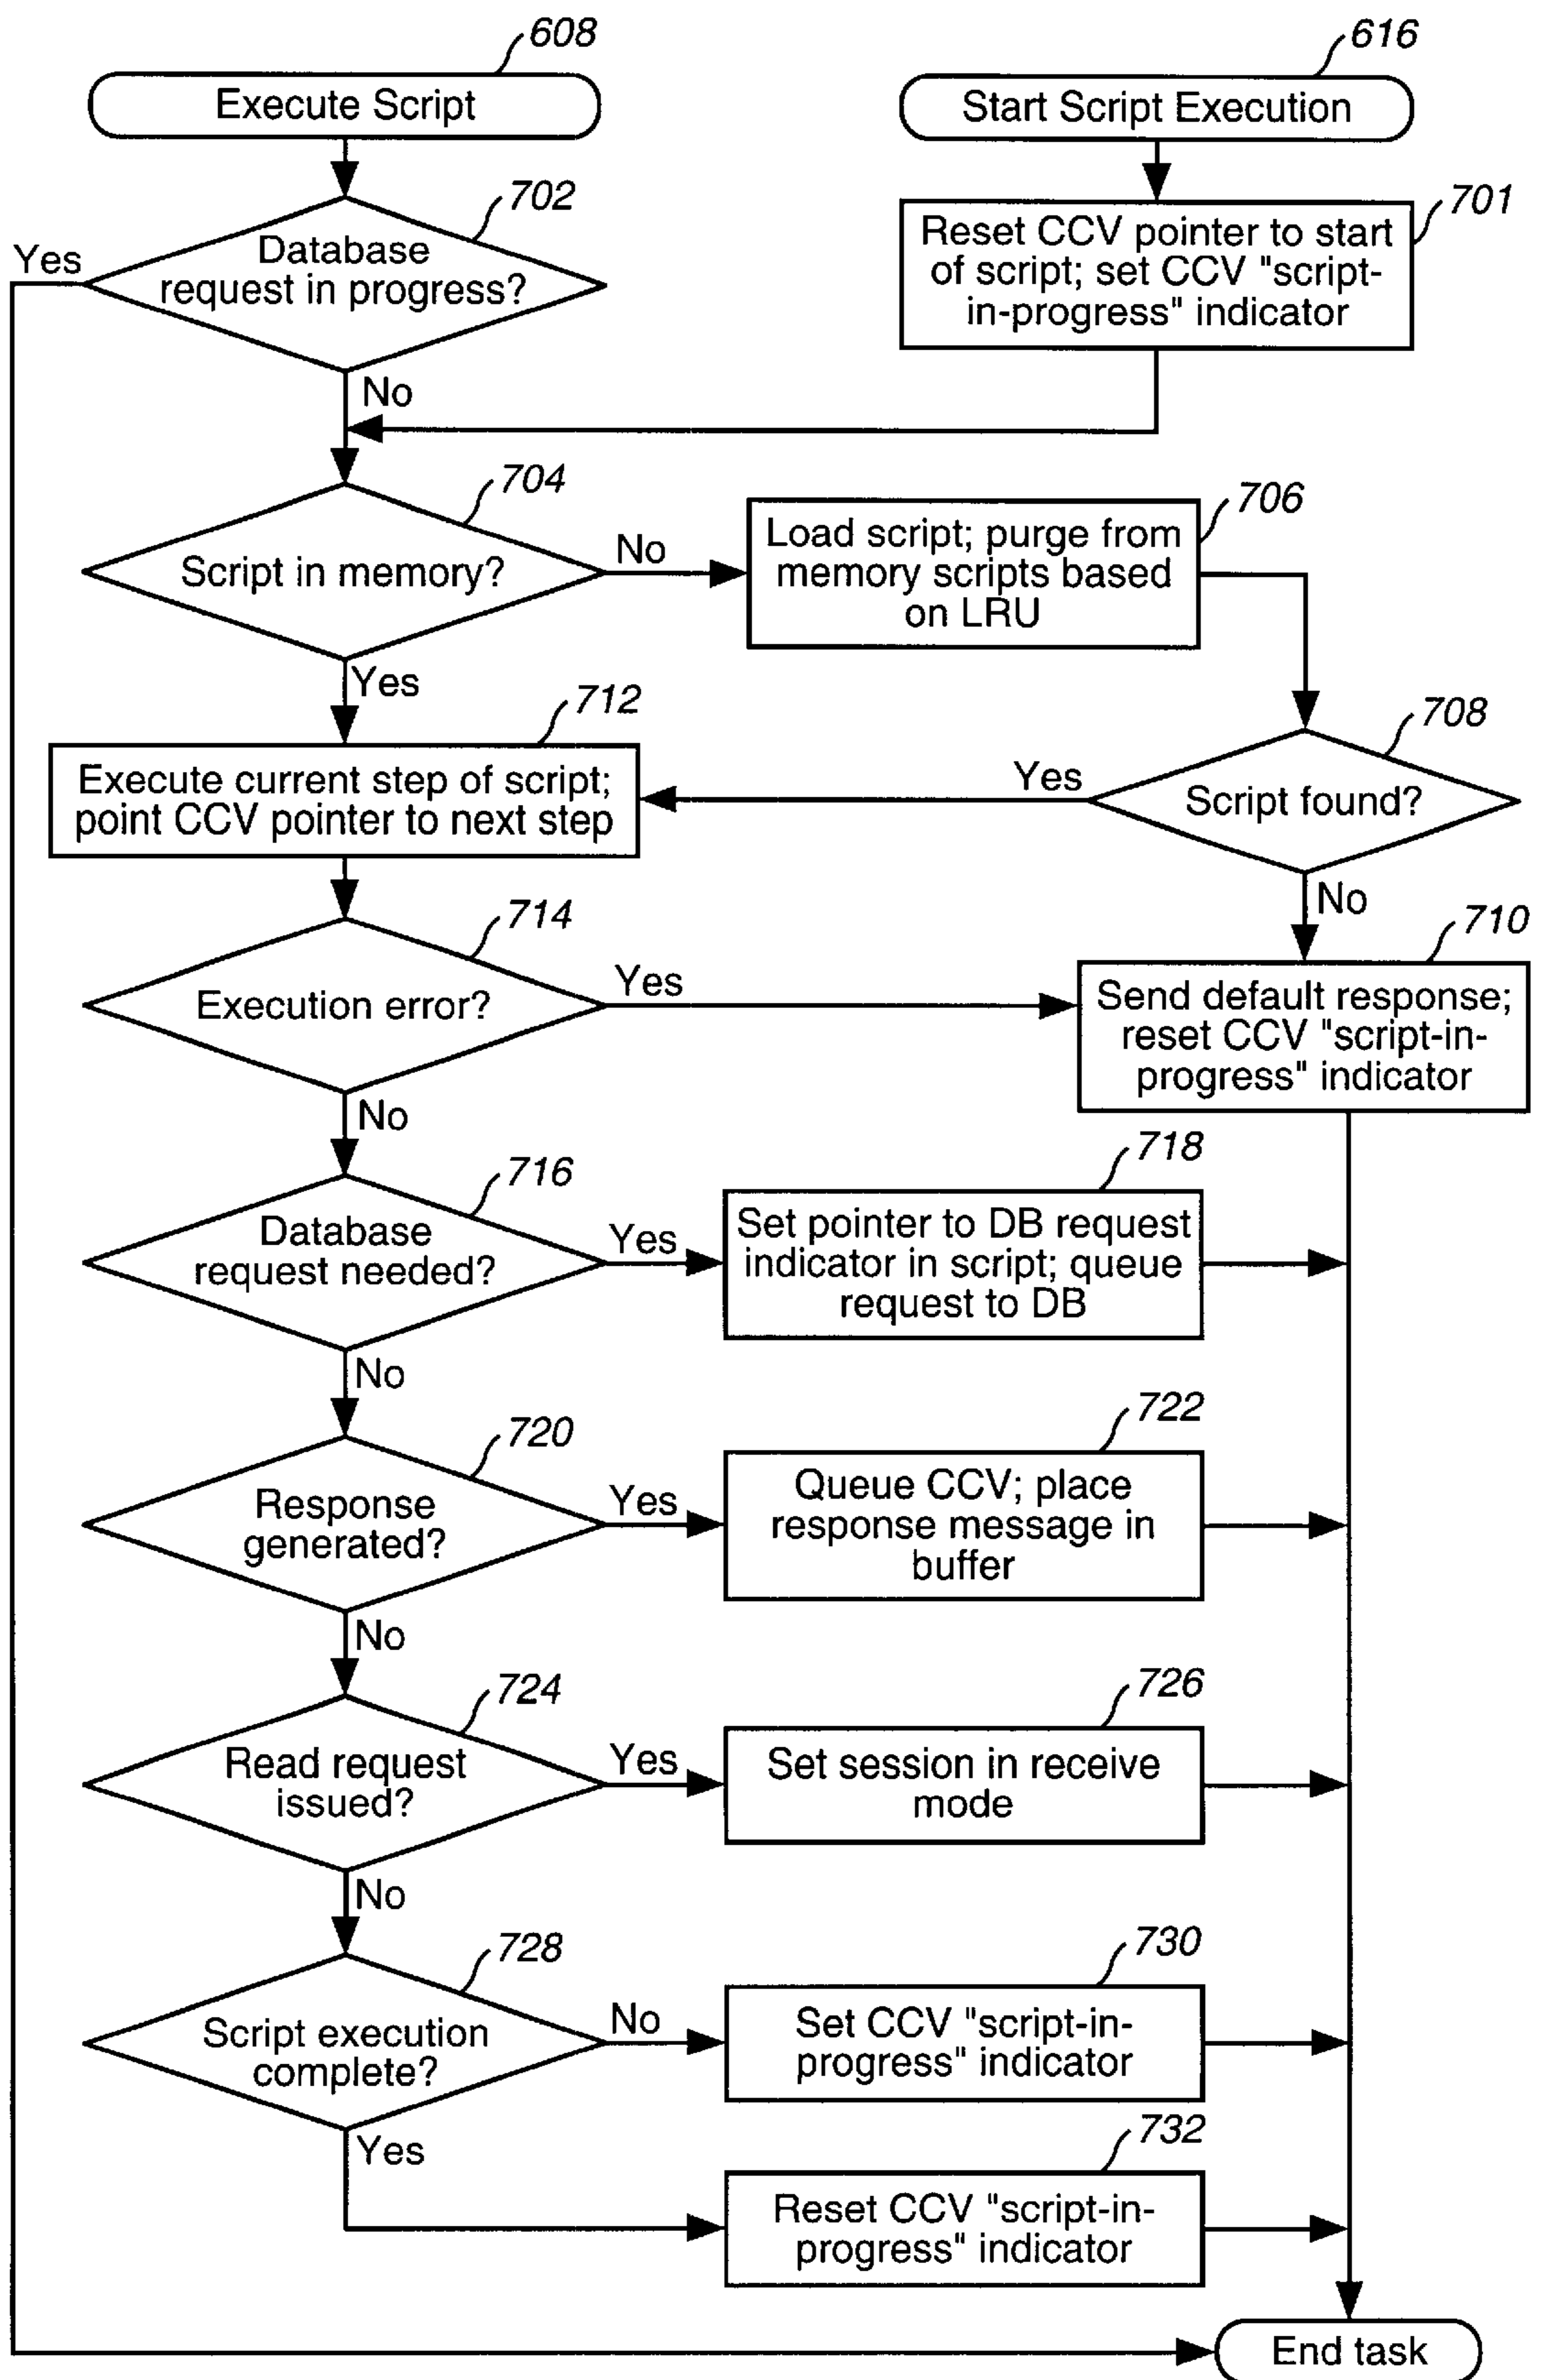 608
Execute Script
616
Start Script Execution
702
Database
request in progress?
Yes
No
701
Reset CCV pointer to start
of script; set CCV "script-
in-progress" indicator
704
Script in memory?
No
Yes
706
Load script; purge from
memory scripts based
on LRU
708
Script found?
Yes
No
712
Execute current step of script;
point CCV pointer to next step
714
Execution error?
Yes
No
710
Send default response;
reset CCV "script-in-
progress" indicator
716
Database
request needed?
Yes
No
718
Set pointer to DB request
indicator in script; queue
request to DB
720
Response
generated?
Yes
No
722
Queue CCV; place
response message in
buffer
724
Read request
issued?
Yes
No
726
Set session in receive
mode
728
Script execution
complete?
No
Yes
730
Set CCV "script-in-
progress" indicator
732
Reset CCV "script-in-
progress" indicator
End task